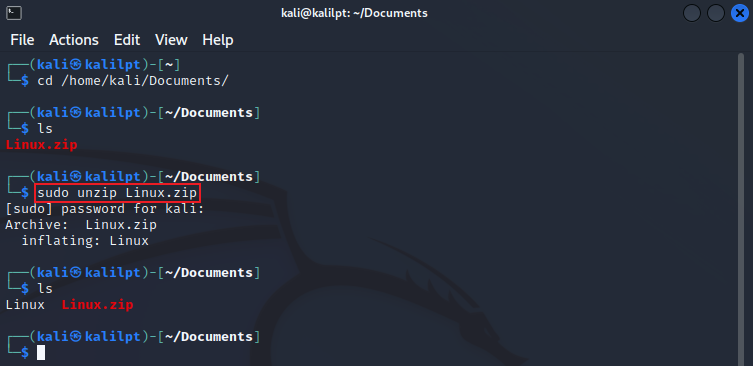 kali@kalilpt: ~/Documents
File Actions Edit View Help
┌──(kali㉿kalilpt)-[~]
└─$ cd /home/kali/Documents/
┌──(kali㉿kalilpt)-[~/Documents]
└─$ ls
Linux.zip
┌──(kali㉿kalilpt)-[~/Documents]
└─$ sudo unzip Linux.zip
[sudo] password for kali:
Archive:  Linux.zip
  inflating: Linux
┌──(kali㉿kalilpt)-[~/Documents]
└─$ ls
Linux  Linux.zip
┌──(kali㉿kalilpt)-[~/Documents]
└─$